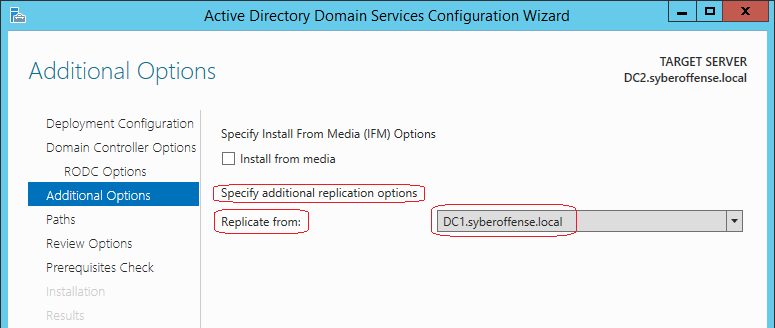 Active Directory Domain Services Configuration Wizard
Additional Options
TARGET SERVER
DC2.syberoffense.local
Deployment Configuration
Domain Controller Options
RODC Options
Additional Options
Paths
Review Options
Prerequisites Check
Installation
Results
Specify Install From Media (IFM) Options
Install from media
Specify additional replication options
Replicate from: DC1.syberoffense.local